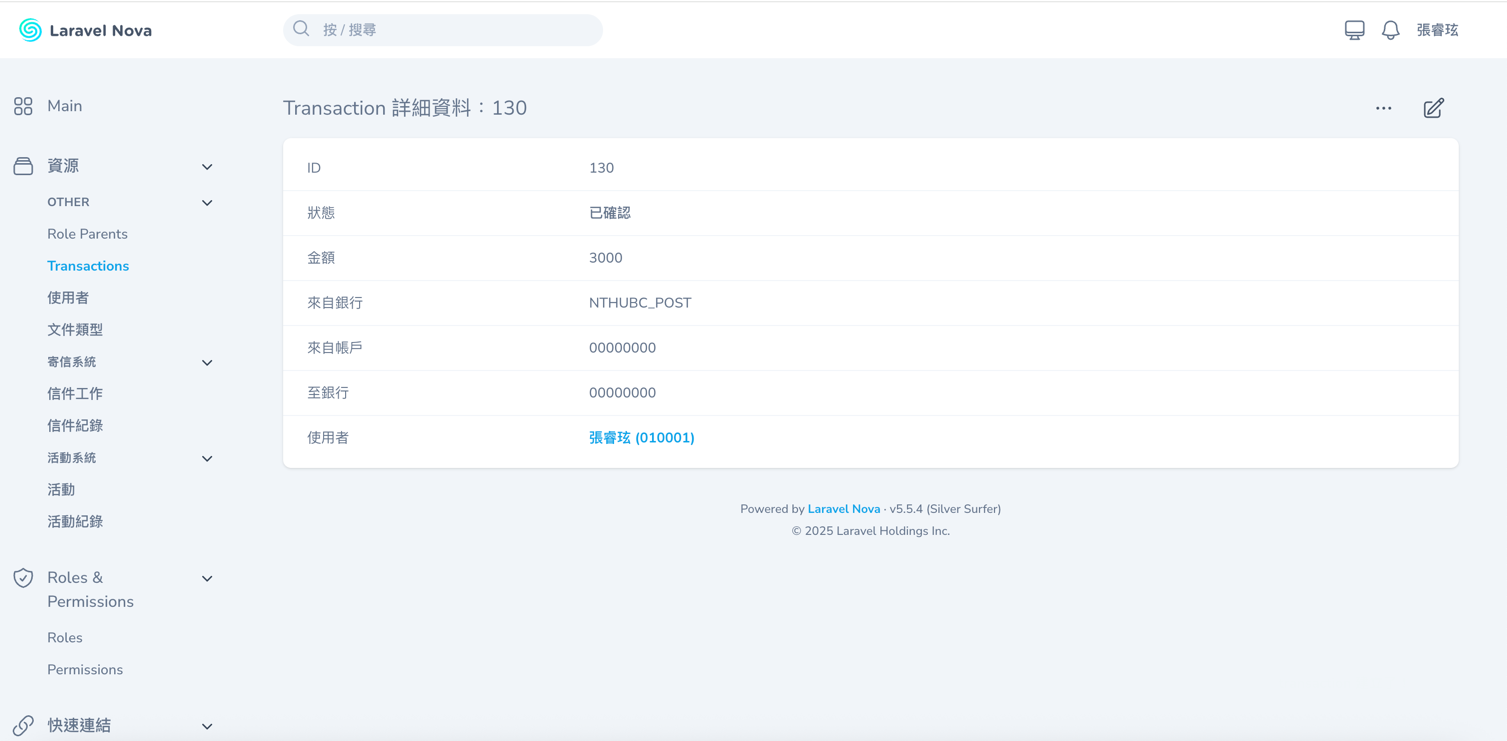 Laravel Nova
按 / 搜尋
張睿玹
Main
資源
OTHER
Role Parents
Transactions
使用者
文件類型
寄信系統
信件工作
信件紀錄
活動系統
活動
活動紀錄
Roles &
Permissions
Roles
Permissions
快速連結
Transaction 詳細資料：130
ID 130
狀態 已確認
金額 3000
來自銀行 NTHUBC_POST
來自帳戶 00000000
至銀行 00000000
使用者 張睿玹 (010001)
Powered by Laravel Nova · v5.5.4 (Silver Surfer)
© 2025 Laravel Holdings Inc.